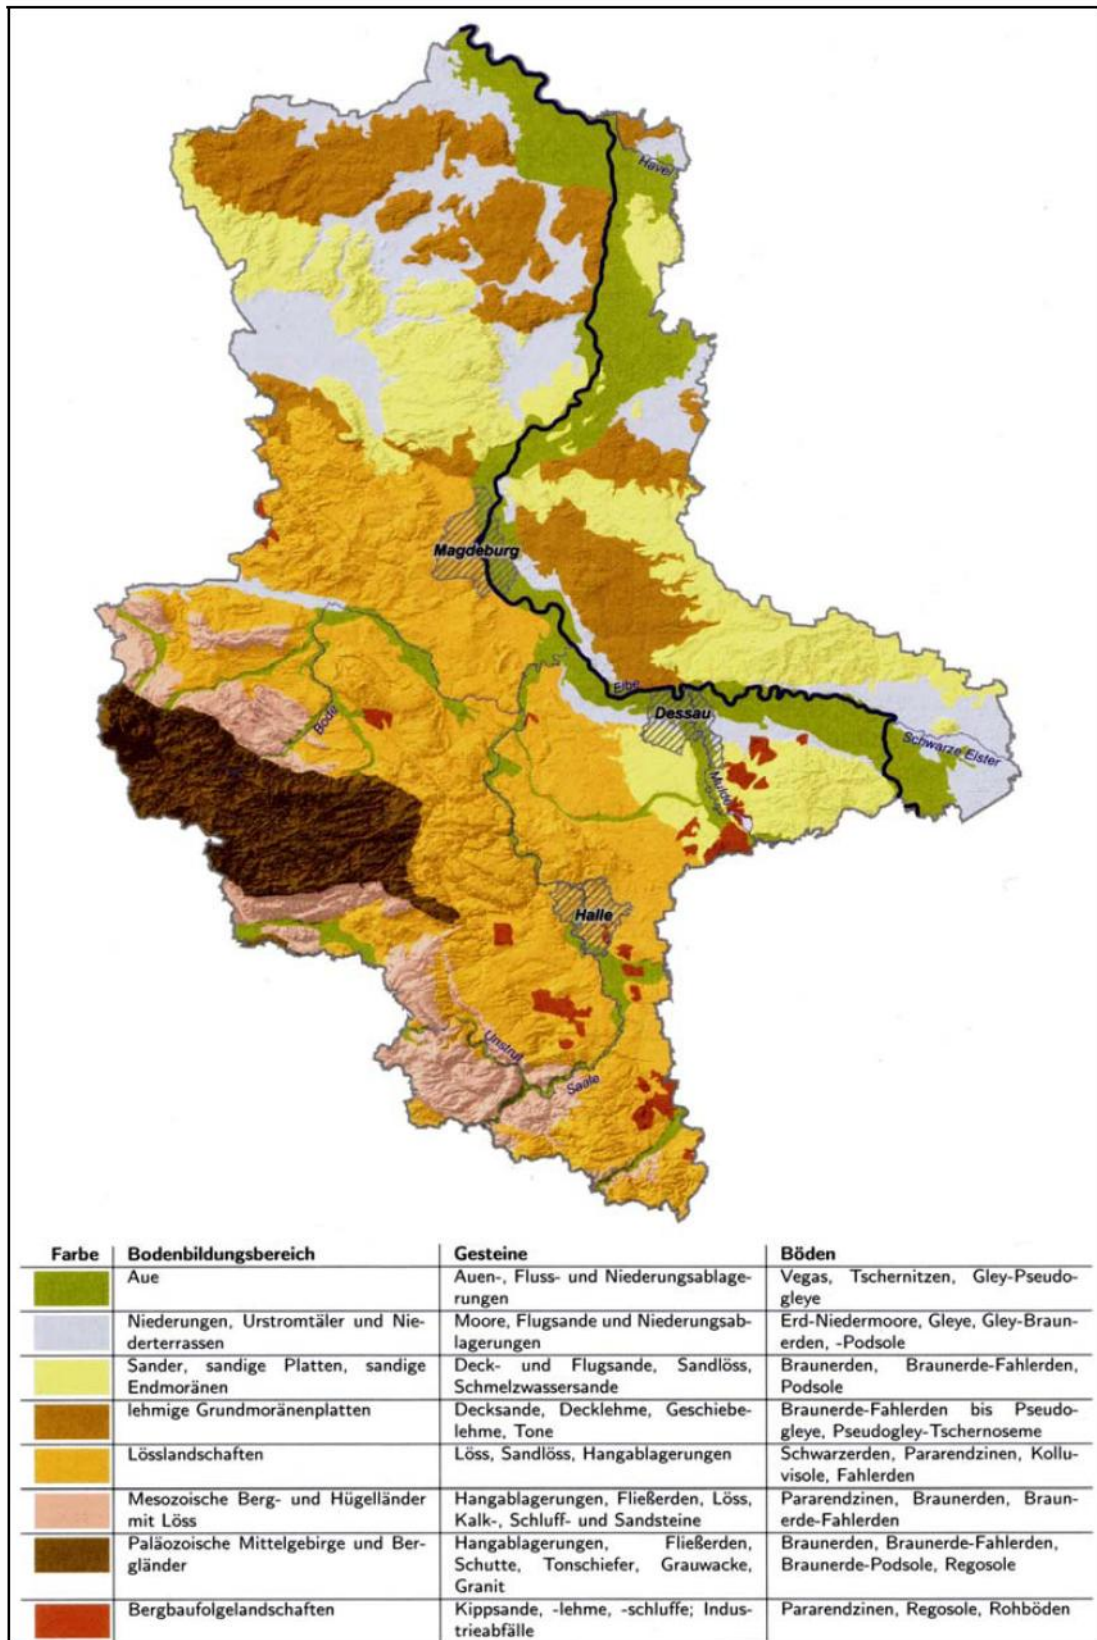 Havel
Magdeburg
Elbe
Dessau
Schwarze Elster
Bode
Mulde
Halle
Unstrut
Saale
Farbe Bodenbildungsbereich Gesteine Böden
Aue Auen-, Fluss- und Niederungsablage- Vegas, Tschernitzen, Gley-Pseudo-
rungen gleye
Niederungen, Urstromtäler und Nie- Moore, Flugsande und Niederungsab- Erd-Niedermoore, Gleye, Gley-Braun-
derterrassen lagerungen erden, -Podsole
Sander, sandige Platten, sandige Deck- und Flugsande, Sandlöss, Braunerden, Braunerde-Fahlerden,
Endmoränen Schmelzwassersande Podsole
lehmige Grundmoränenplatten Decksande, Decklehme, Geschiebe- Braunerde-Fahlerden bis Pseudo-
lehme, Tone gleye, Pseudogley-Tschernoseme
Lösslandschaften Löss, Sandlöss, Hangablagerungen Schwarzerden, Pararendzinen, Kollu-
visole, Fahlerden
Mesozoische Berg- und Hügelländer Hangablagerungen, Fließerden, Löss, Pararendzinen, Braunerden, Braun-
mit Löss Kalk-, Schluff- und Sandsteine erde-Fahlerden
Paläozoische Mittelgebirge und Ber- Hangablagerungen, Fließerden, Braunerden, Braunerde-Fahlerden,
gländer Schutte, Tonschiefer, Grauwacke, Braunerde-Podsole, Regosole
Granit
Bergbaufolgelandschaften Kippsande, -lehme, -schluffe; Indus- Pararendzinen, Regosole, Rohböden
trieabfälle